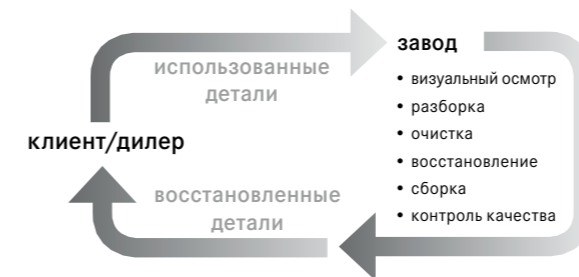 использованные
детали
клиент/дилер
восстановленные
детали
завод
• визуальный осмотр
• разборка
• очистка
• восстановление
• сборка
• контроль качества